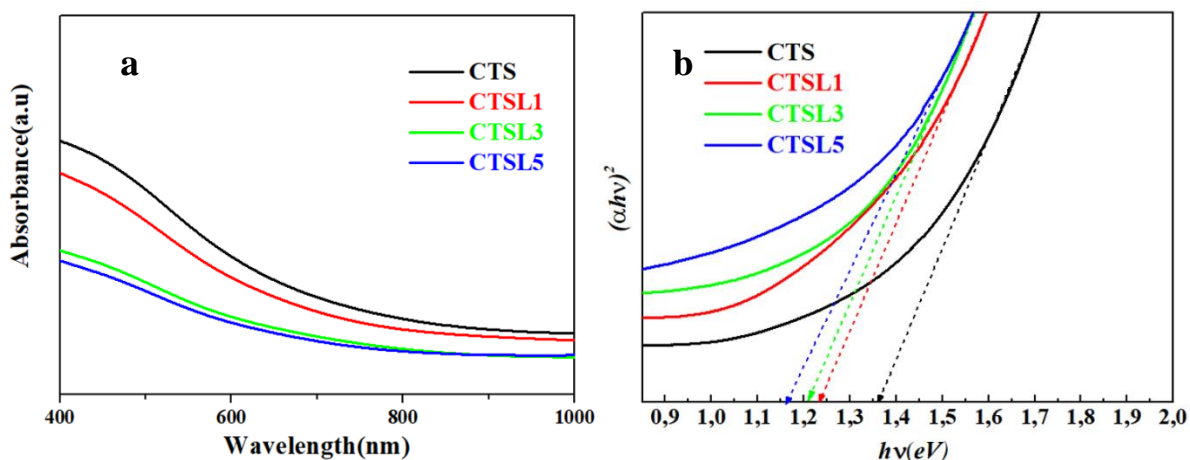 a
CTS
CTSL1
CTSL3
CTSL5
Absorbance(a.u)
400
600
800
1000
Wavelength(nm)
b
CTS
CTSL1
CTSL3
CTSL5
(αhν)²
0,9
1,0
1,1
1,2
1,3
1,4
1,5
1,6
1,7
1,8
1,9
2,0
hν(eV)